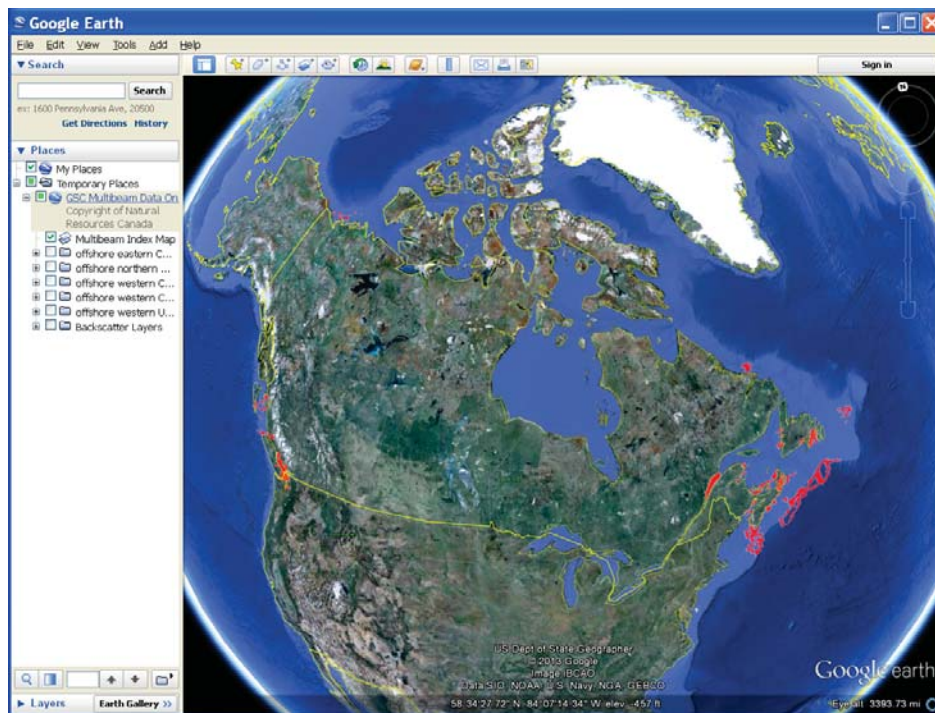 Google Earth
File Edit View Tools Add Help
Search
Sign in
Search
ex: 1600 Pennsylvania Ave, 20500
Get Directions History
Places
My Places
Temporary Places
GSC Multibeam Data On
Copyright of Natural
Resources Canada
Multibeam Index Map
offshore eastern C...
offshore northern ...
offshore western C...
offshore western C...
offshore western U...
Backscatter Layers
N
US Dept of State Geographer
© 2013 Google
Image IBCAO
Data SIO, NOAA, U.S. Navy, NGA, GEBCO
Google earth
58°34'27.72" N -84°07'14.34" W elev -457 ft
Eye alt 3393.73 mi
Layers
Earth Gallery >>